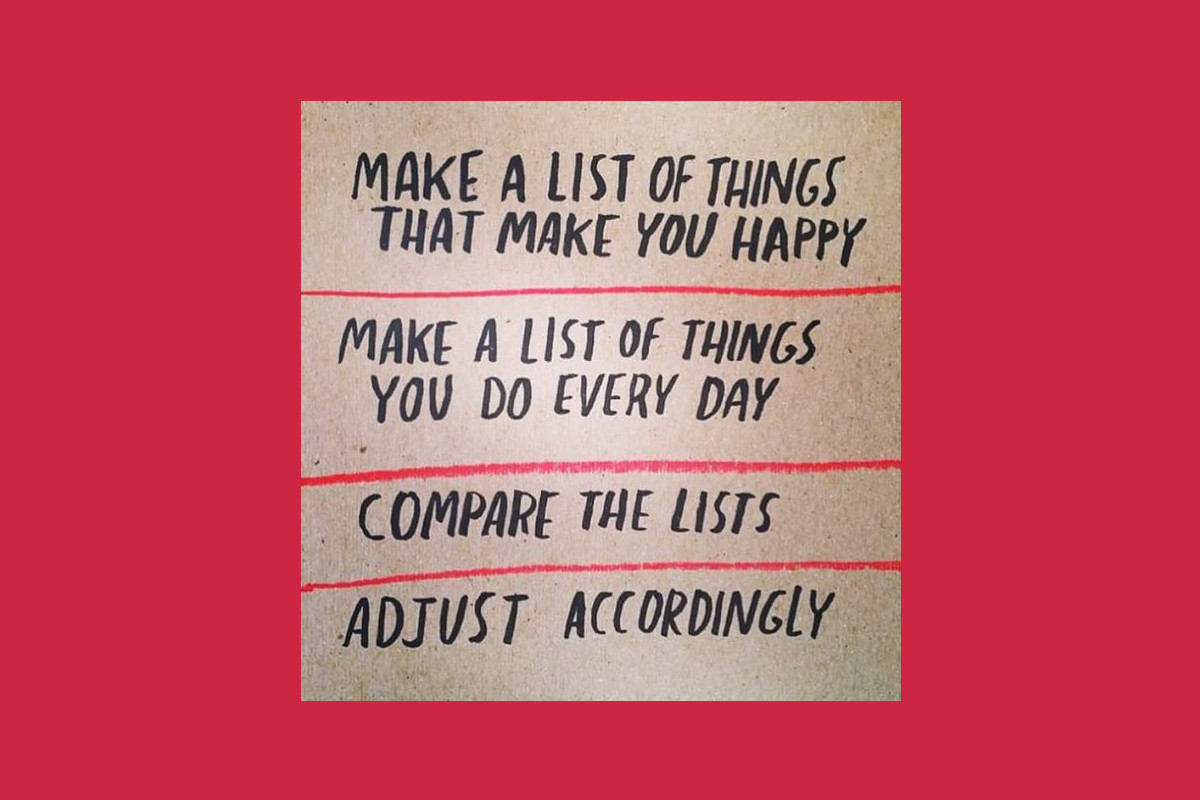 MAKE A LIST OF THINGS
THAT MAKE YOU HAPPY
MAKE A LIST OF THINGS
YOU DO EVERY DAY
COMPARE THE LISTS
ADJUST ACCORDINGLY